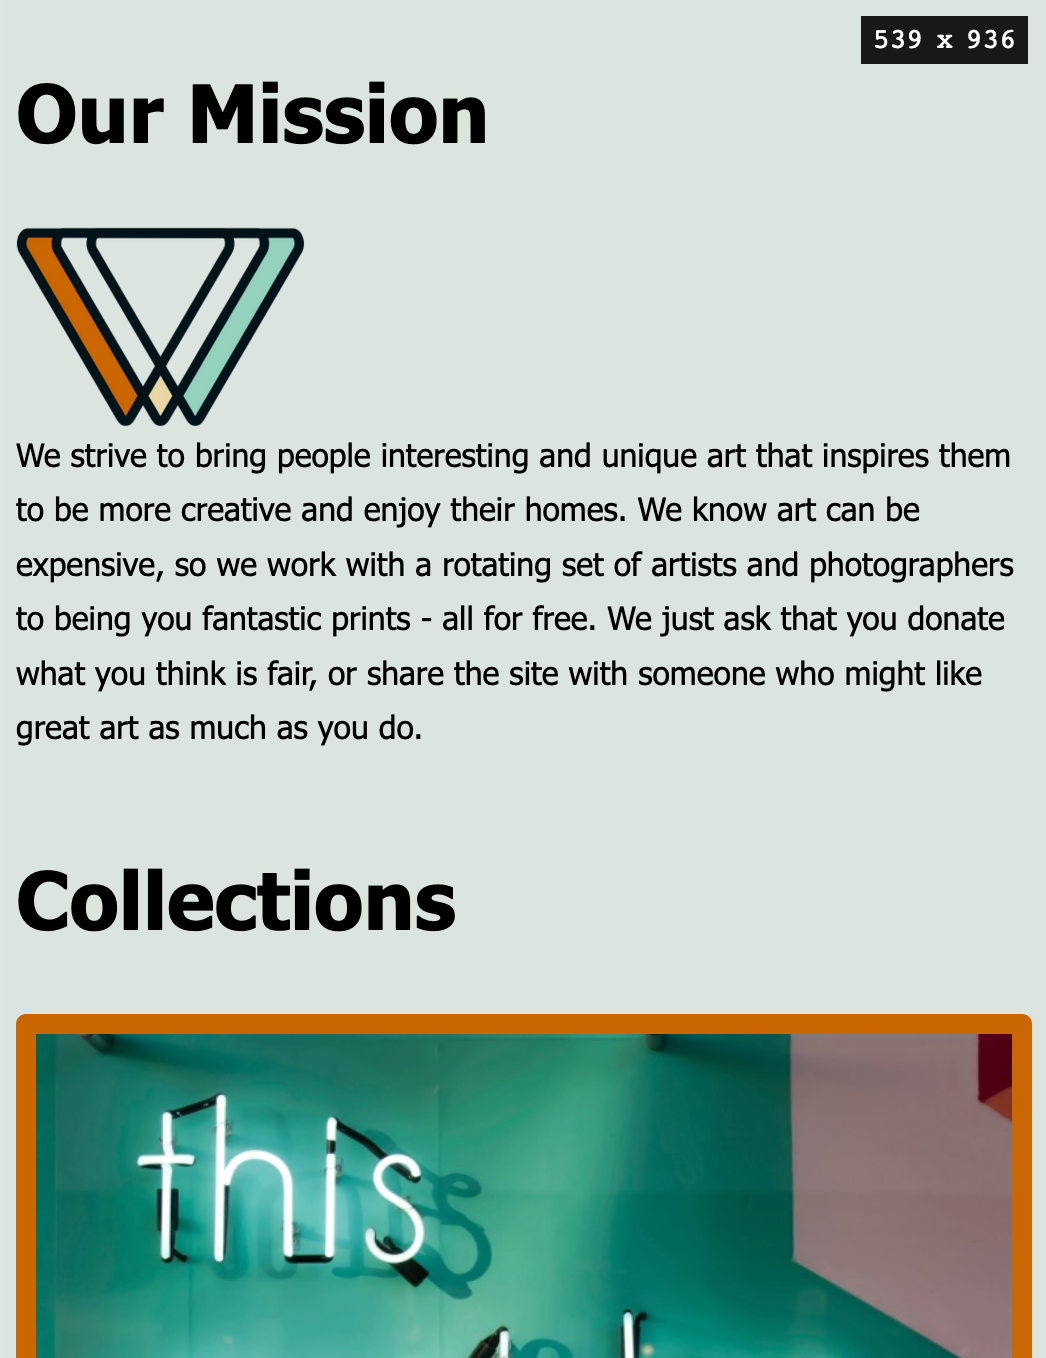 539 x 936
Our Mission
We strive to bring people interesting and unique art that inspires them
to be more creative and enjoy their homes. We know art can be
expensive, so we work with a rotating set of artists and photographers
to being you fantastic prints - all for free. We just ask that you donate
what you think is fair, or share the site with someone who might like
great art as much as you do.
Collections
this